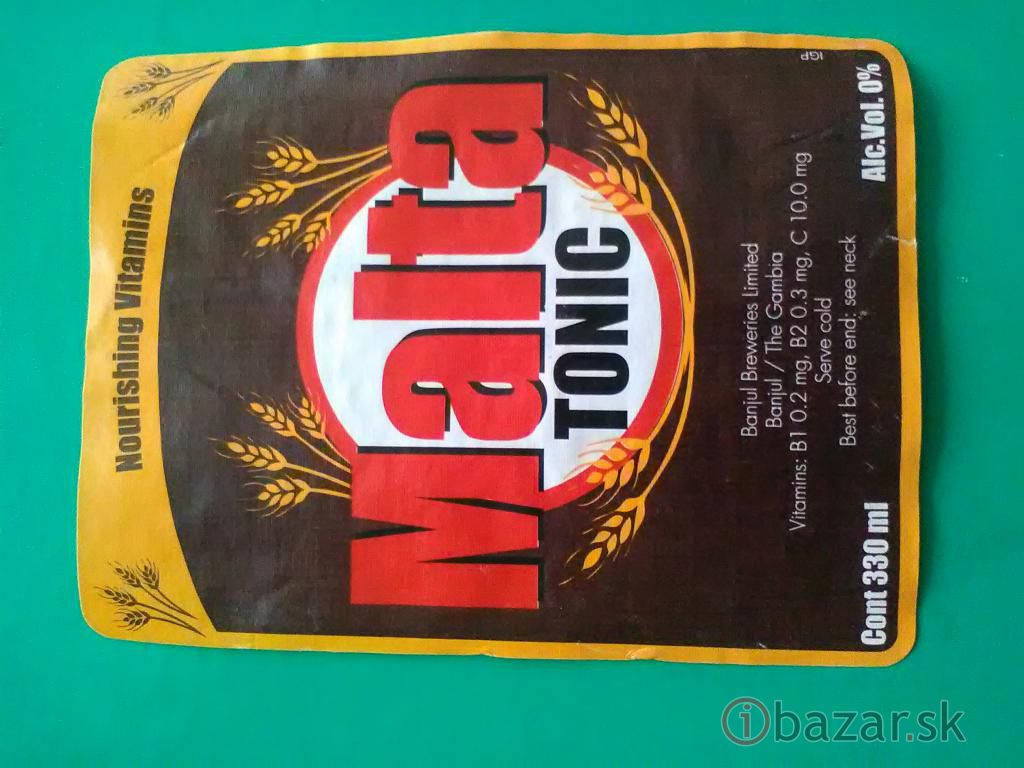 Nourishing Vitamins
Malta
TONIC
Banjul Breweries Limited
Banjul / The Gambia
Vitamins: B1 0.2 mg, B2 0.3 mg, C 10.0 mg
Serve cold
Best before end: see neck
Cont 330 ml
Alc.Vol. 0%
IGP
ibazar.sk